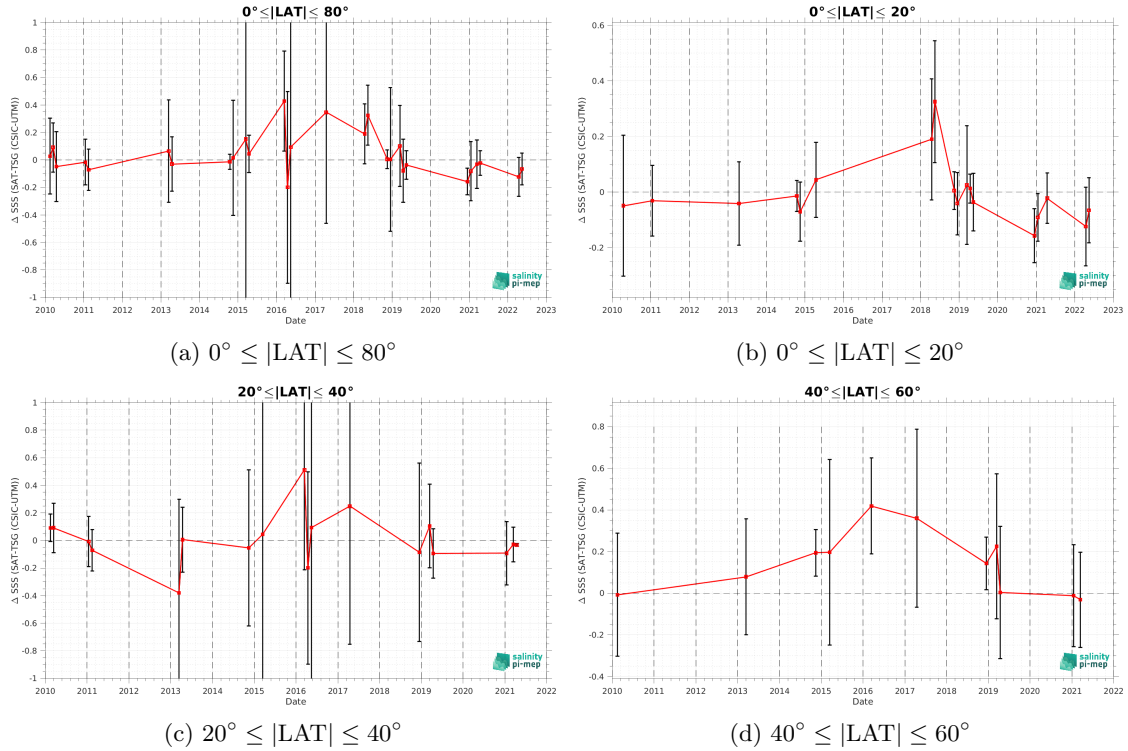 0°≤|LAT|≤ 80°
Δ SSS (SAT-TSG (CSIC-UTM))
1
0.8
0.6
0.4
0.2
0
-0.2
-0.4
-0.6
-0.8
-1
2010 2011 2012 2013 2014 2015 2016 2017 2018 2019 2020 2021 2022 2023
Date
salinity
pi-mep
(a) 0° ≤ |LAT| ≤ 80°
0°≤|LAT|≤ 20°
Δ SSS (SAT-TSG (CSIC-UTM))
0.6
0.4
0.2
0
-0.2
2010 2011 2012 2013 2014 2015 2016 2017 2018 2019 2020 2021 2022 2023
Date
salinity
pi-mep
(b) 0° ≤ |LAT| ≤ 20°
20°≤|LAT|≤ 40°
Δ SSS (SAT-TSG (CSIC-UTM))
1
0.8
0.6
0.4
0.2
0
-0.2
-0.4
-0.6
-0.8
-1
2010 2011 2012 2013 2014 2015 2016 2017 2018 2019 2020 2021 2022
Date
salinity
pi-mep
(c) 20° ≤ |LAT| ≤ 40°
40°≤|LAT|≤ 60°
Δ SSS (SAT-TSG (CSIC-UTM))
0.8
0.6
0.4
0.2
0
-0.2
-0.4
2010 2011 2012 2013 2014 2015 2016 2017 2018 2019 2020 2021 2022
Date
salinity
pi-mep
(d) 40° ≤ |LAT| ≤ 60°